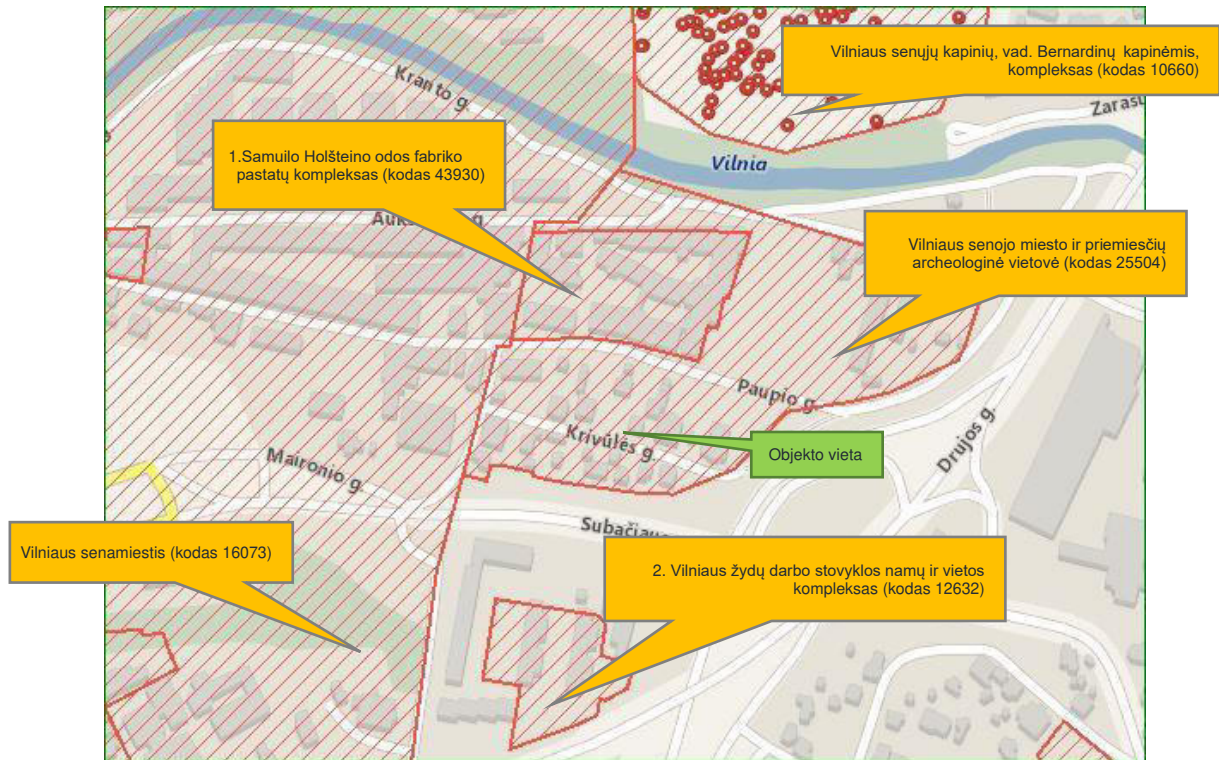 Vilniaus senųjų kapinių, vad. Bernardinų kapinėmis,
kompleksas (kodas 10660)
Kranto g.
Zarasų
1.Samuilo Holšteino odos fabriko
pastatų kompleksas (kodas 43930)
Vilnia
g.
Vilniaus senojo miesto ir priemiesčių
archeologinė vietovė (kodas 25504)
Paupio g.
Krivūlės g.
Objekto vieta
Drujos g.
Maironio g.
Vilniaus senamiestis (kodas 16073)
2. Vilniaus žydų darbo stovyklos namų ir vietos
kompleksas (kodas 12632)